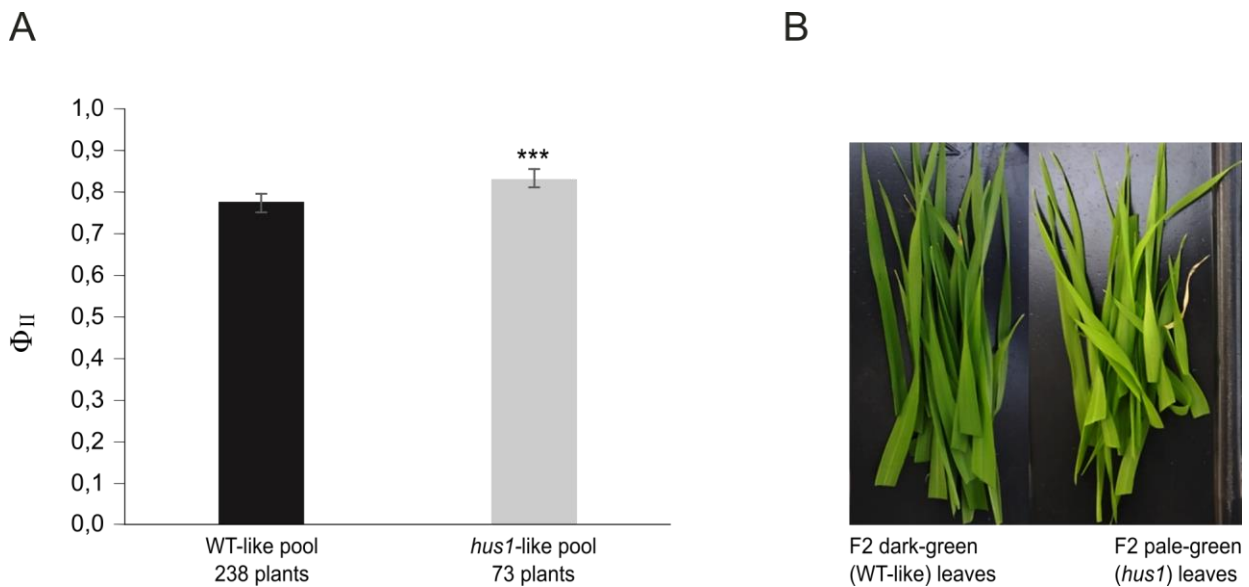 A
B
1,0
0,9
0,8
0,7
0,6
0,5
0,4
0,3
0,2
0,1
0,0
ΦII
***
WT-like pool
238 plants
hus1-like pool
73 plants
F2 dark-green
(WT-like) leaves
F2 pale-green
(hus1) leaves